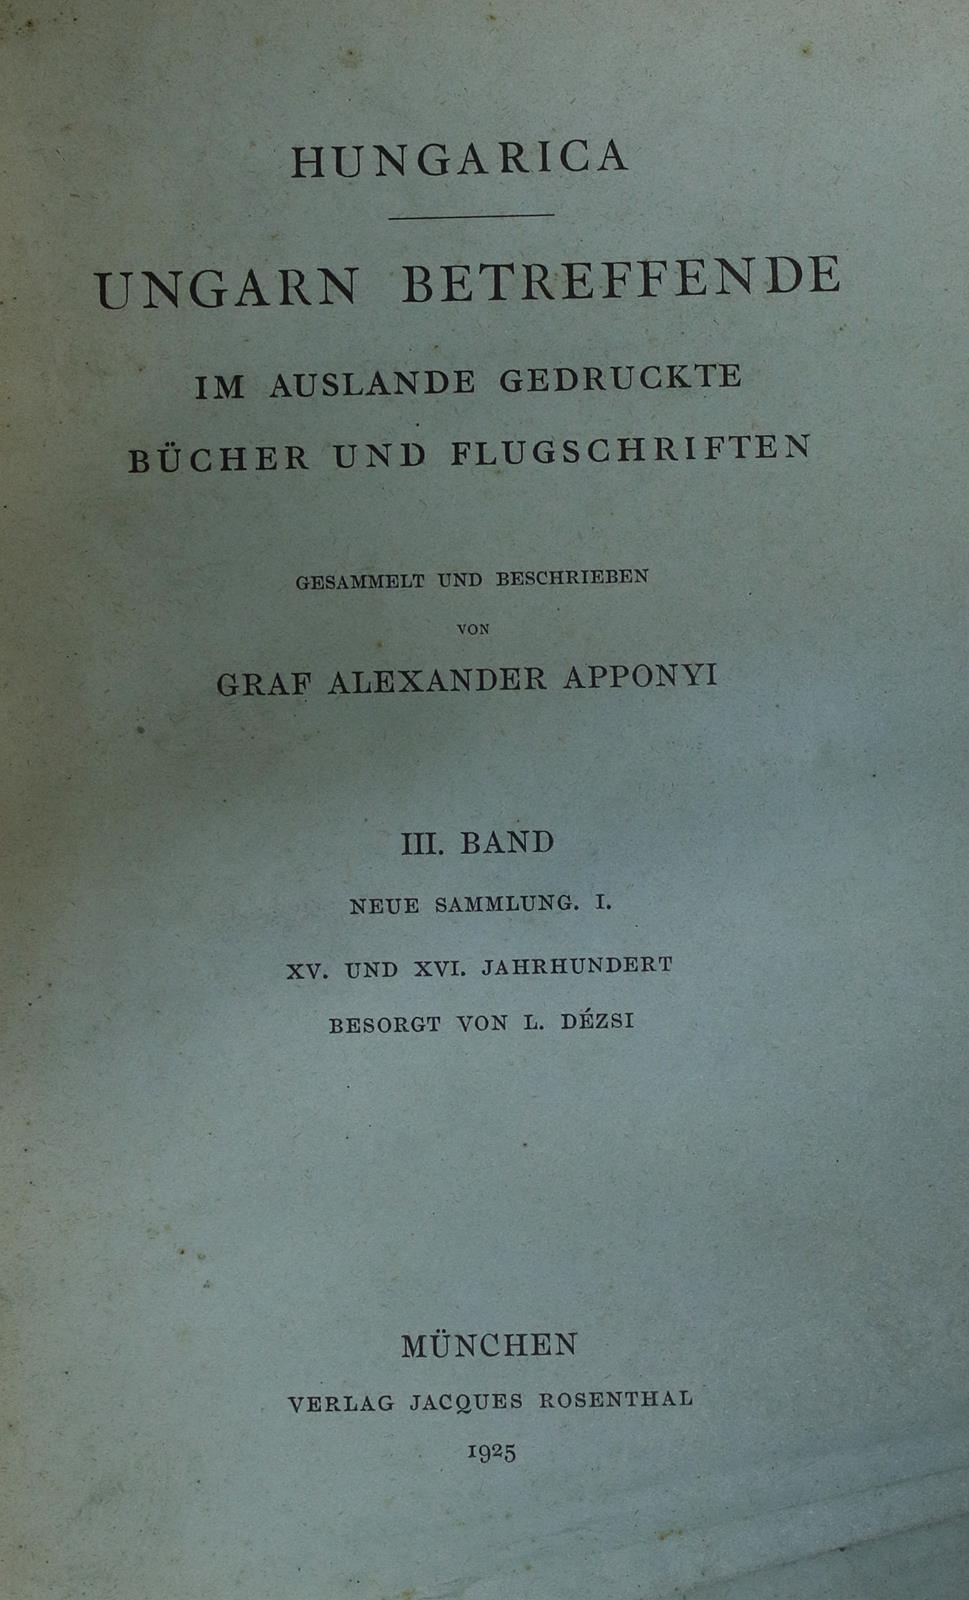 HUNGARICA
UNGARN BETREFFENDE
IM AUSLANDE GEDRUCKTE
BÜCHER UND FLUGSCHRIFTEN
GESAMMELT UND BESCHRIEBEN
VON
GRAF ALEXANDER APPONYI
III. BAND
NEUE SAMMLUNG. I.
XV. UND XVI. JAHRHUNDERT
BESORGT VON L. DÉZSI
MÜNCHEN
VERLAG JACQUES ROSENTHAL
1925